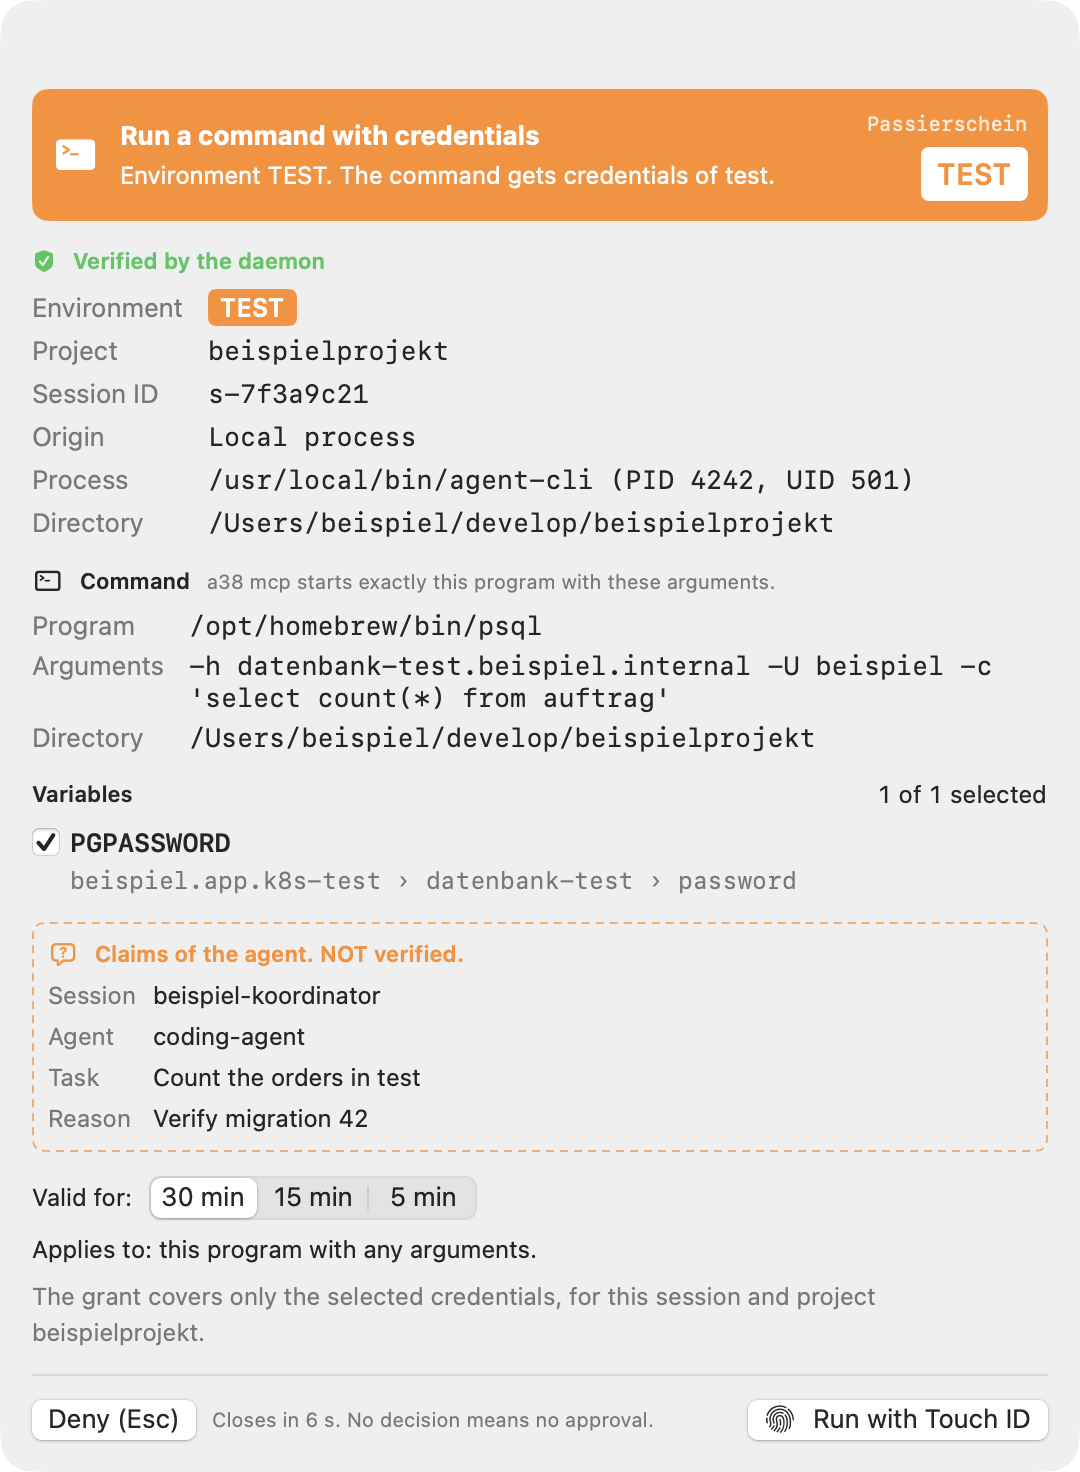 Run a command with credentials
Environment TEST. The command gets credentials of test.
Passierschein
TEST
Verified by the daemon
Environment TEST
Project beispielprojekt
Session ID s-7f3a9c21
Origin Local process
Process /usr/local/bin/agent-cli (PID 4242, UID 501)
Directory /Users/beispiel/develop/beispielprojekt
Command a38 mcp starts exactly this program with these arguments.
Program /opt/homebrew/bin/psql
Arguments -h datenbank-test.beispiel.internal -U beispiel -c
'select count(*) from auftrag'
Directory /Users/beispiel/develop/beispielprojekt
Variables 1 of 1 selected
PGPASSWORD
beispiel.app.k8s-test › datenbank-test › password
Claims of the agent. NOT verified.
Session beispiel-koordinator
Agent coding-agent
Task Count the orders in test
Reason Verify migration 42
Valid for: 30 min 15 min 5 min
Applies to: this program with any arguments.
The grant covers only the selected credentials, for this session and project
beispielprojekt.
Deny (Esc) Closes in 6 s. No decision means no approval. Run with Touch ID